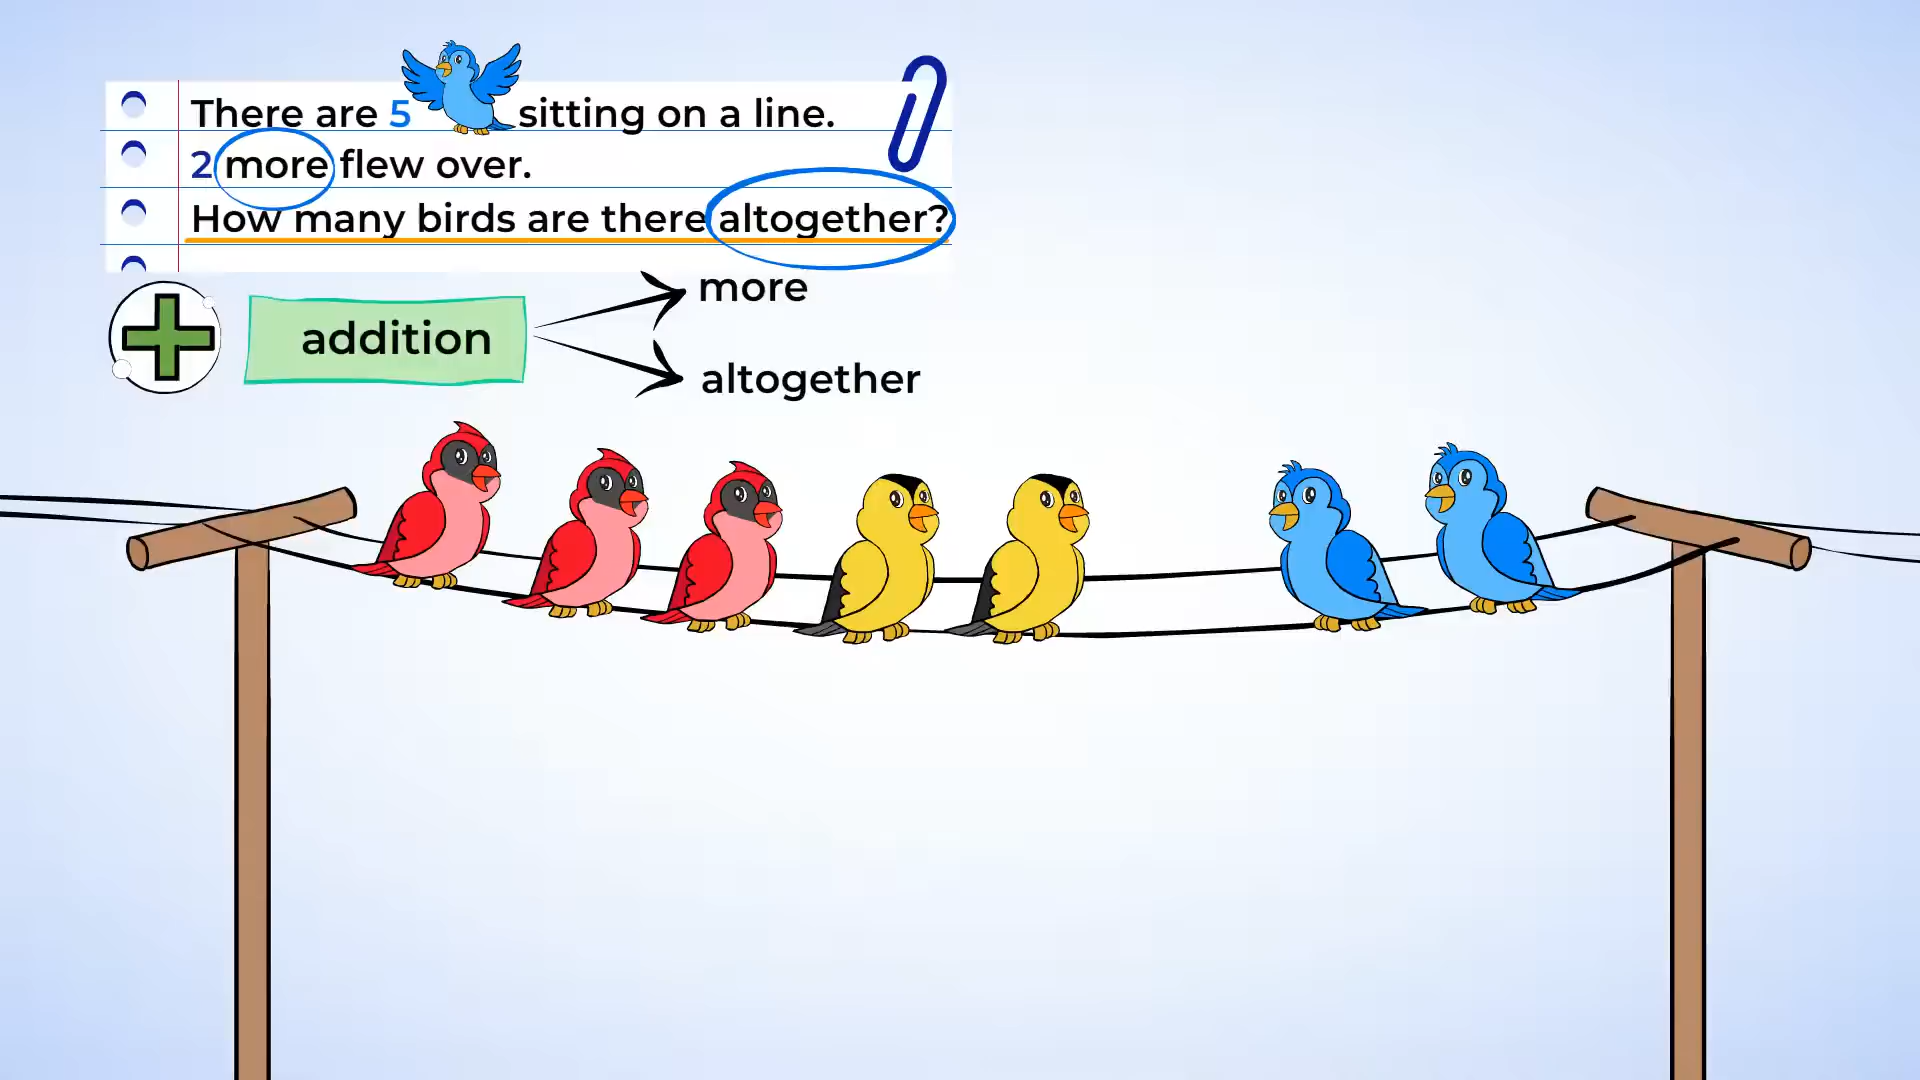 There are 5 sitting on a line.
2 more flew over.
How many birds are there altogether?
addition
more
altogether